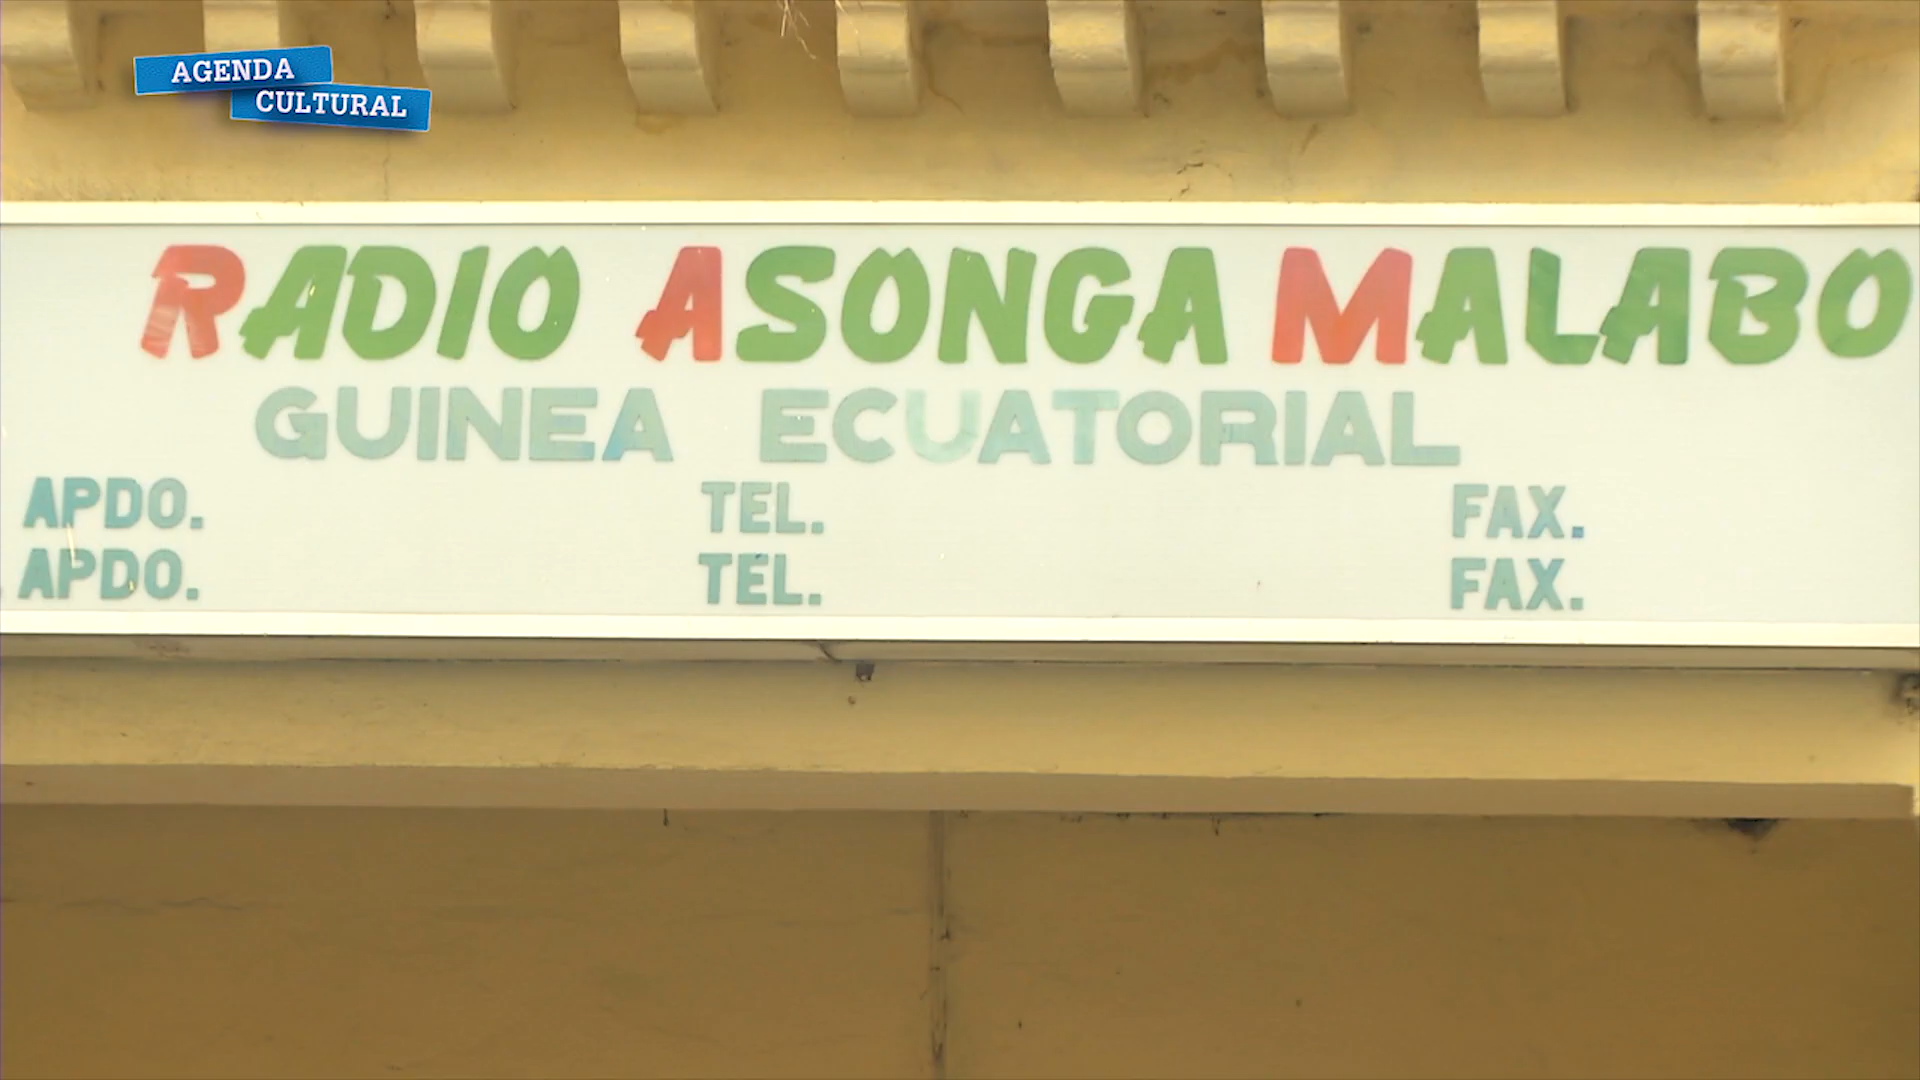 AGENDA
CULTURAL
RADIO ASONGA MALABO
GUINEA ECUATORIAL
APDO. TEL. FAX.
APDO. TEL. FAX.